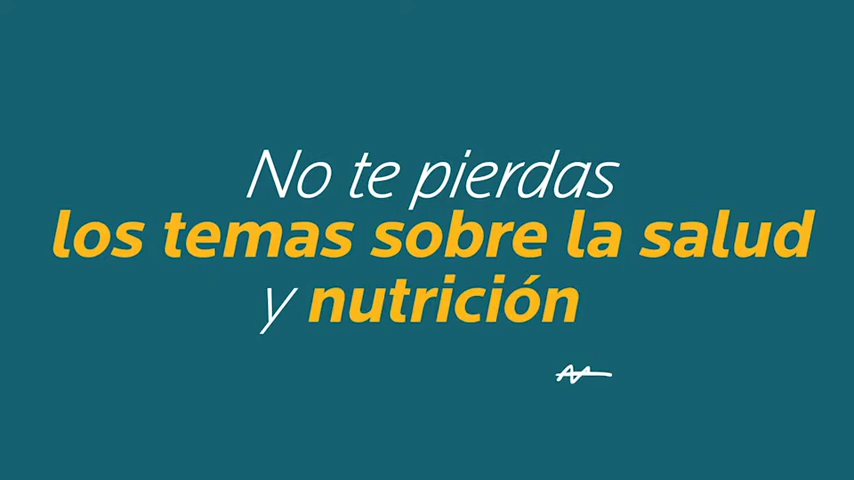 No te pierdas
los temas sobre la salud
y nutrición